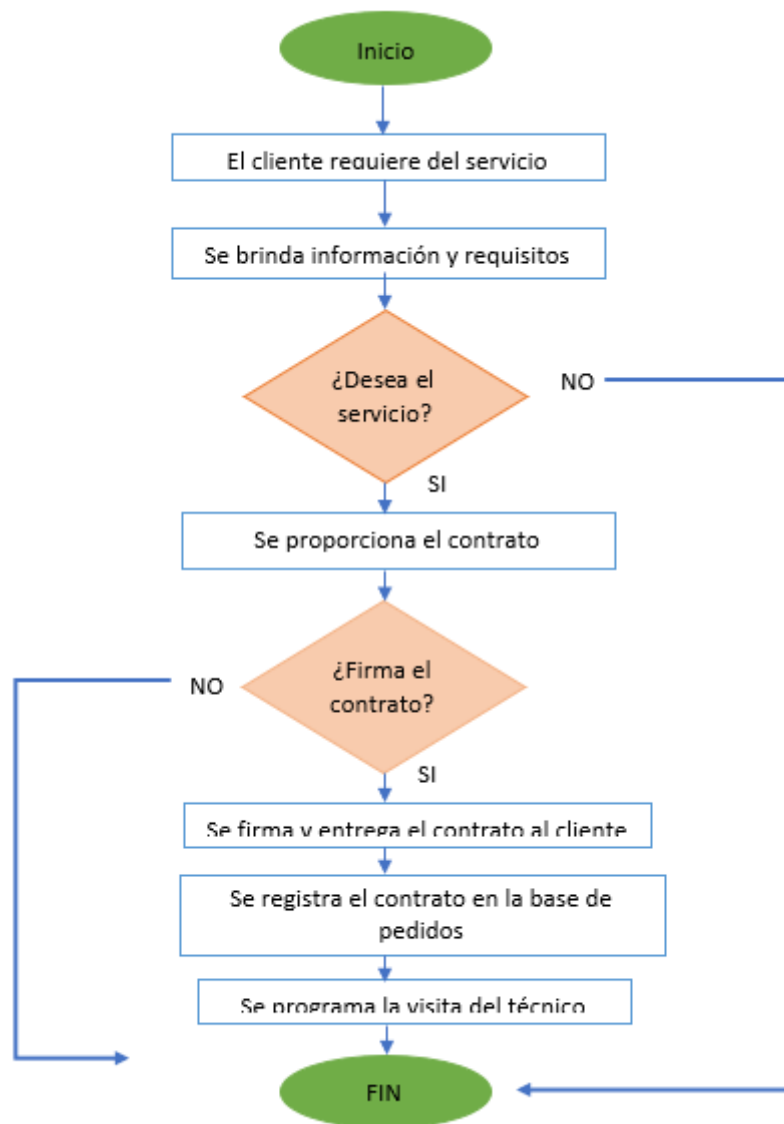 Inicio
El cliente requiere del servicio
Se brinda información y requisitos
¿Desea el
servicio?
NO
SI
Se proporciona el contrato
¿Firma el
contrato?
NO
SI
Se firma y entrega el contrato al cliente
Se registra el contrato en la base de
pedidos
Se programa la visita del técnico
FIN